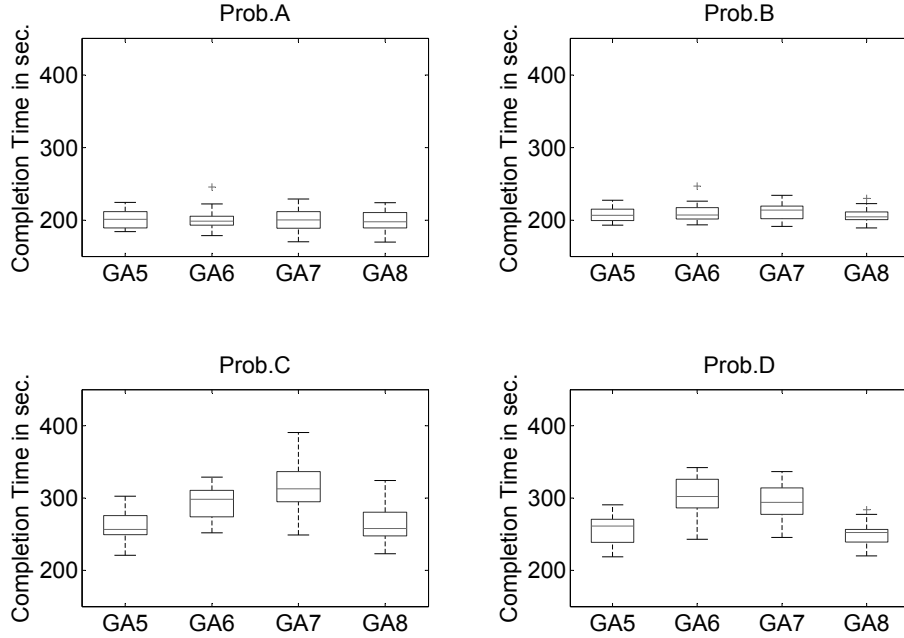 Prob.A
Completion Time in sec.
400
300
200
GA5 GA6 GA7 GA8
Prob.B
Completion Time in sec.
400
300
200
GA5 GA6 GA7 GA8
Prob.C
Completion Time in sec.
400
300
200
GA5 GA6 GA7 GA8
Prob.D
Completion Time in sec.
400
300
200
GA5 GA6 GA7 GA8